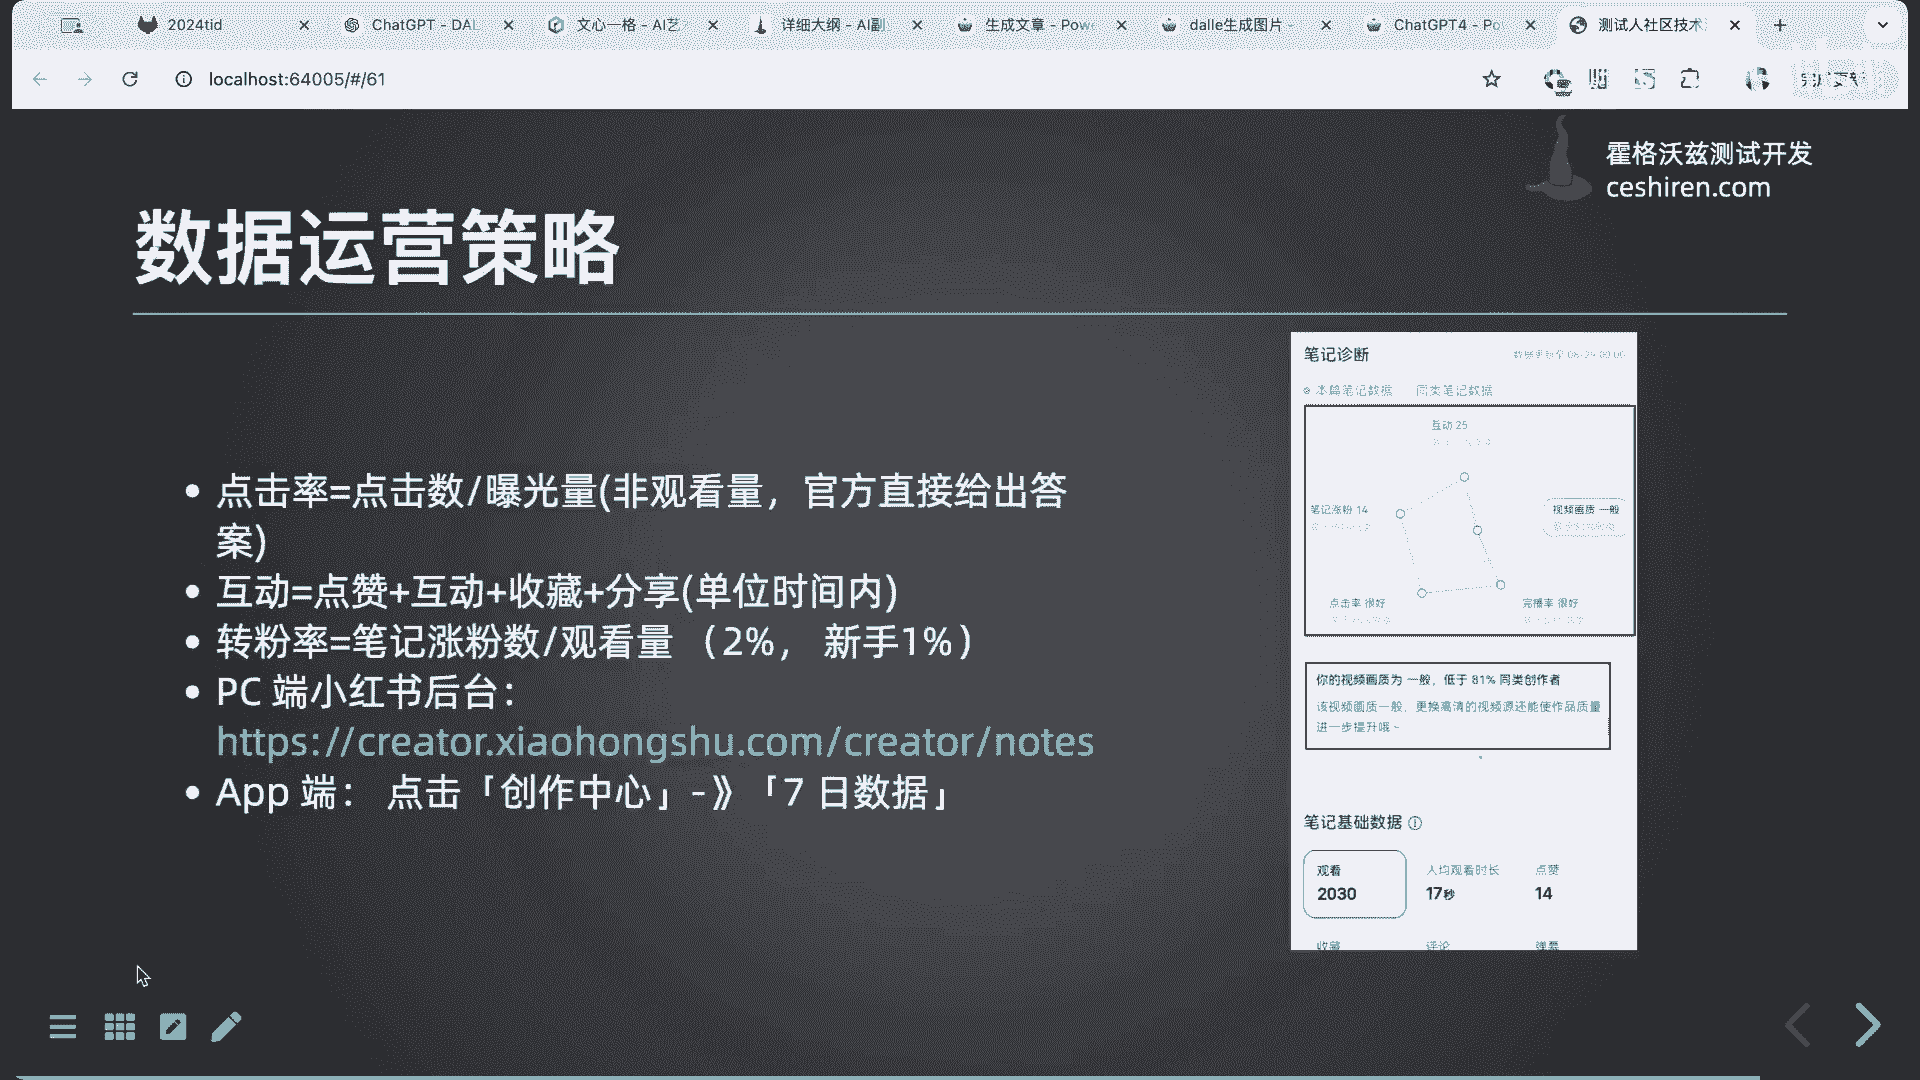 2024tid
ChatGPT - DAL
文心一格 - AI艺
详细大纲 - AI副
生成文章 - Powe
dalle生成图片 -
ChatGPT4 - Po
测试人社区技术
localhost:64005/#/61
霍格沃兹测试开发
ceshiren.com
数据运营策略
点击率=点击数/曝光量(非观看量，官方直接给出答
案)
互动=点赞+互动+收藏+分享(单位时间内)
转粉率=笔记涨粉数/观看量 （2%， 新手1%）
PC 端小红书后台：
https://creator.xiaohongshu.com/creator/notes
App 端： 点击「创作中心」-》「7 日数据」
笔记诊断
本篇笔记数据 同类笔记数据
互动 25
笔记涨粉 14
视频画质 一般
点击率 很好
完播率 很好
你的视频画质为 一般，低于 81% 同类创作者
该视频画质一般，更换高清的视频源还能使作品质量
进一步提升哦~
笔记基础数据
观看 人均观看时长 点赞
2030 17秒 14
收藏 评论 弹幕